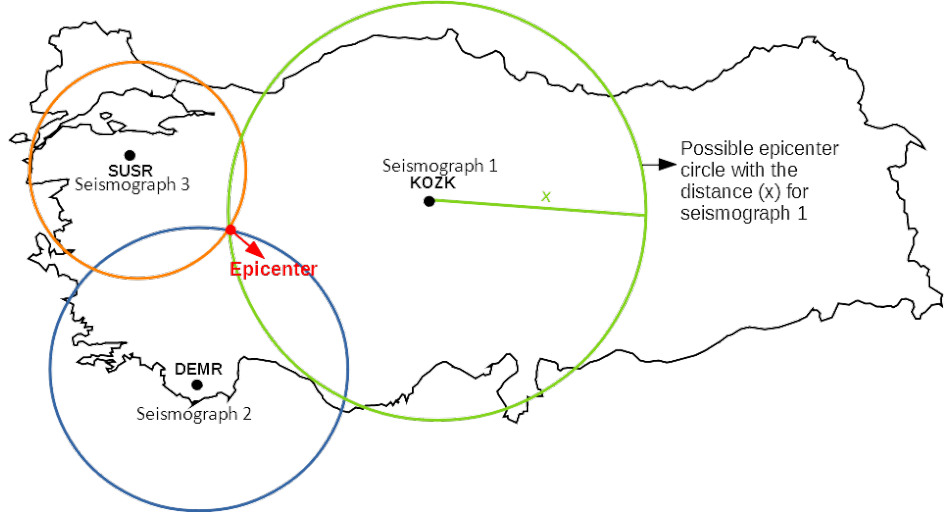 SUSR
Seismograph 3
Seismograph 1
KOZK
x
Possible epicenter
circle with the
distance (x) for
seismograph 1
Epicenter
DEMR
Seismograph 2